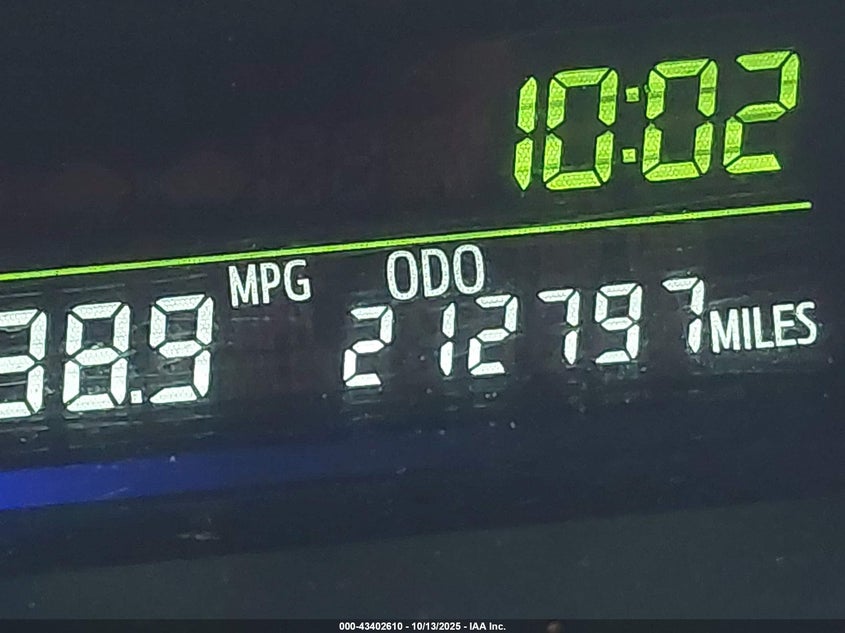 10:02
MPG ODO
38.9 212797 MILES
000-43402610 - 10/13/2025 - IAA Inc.